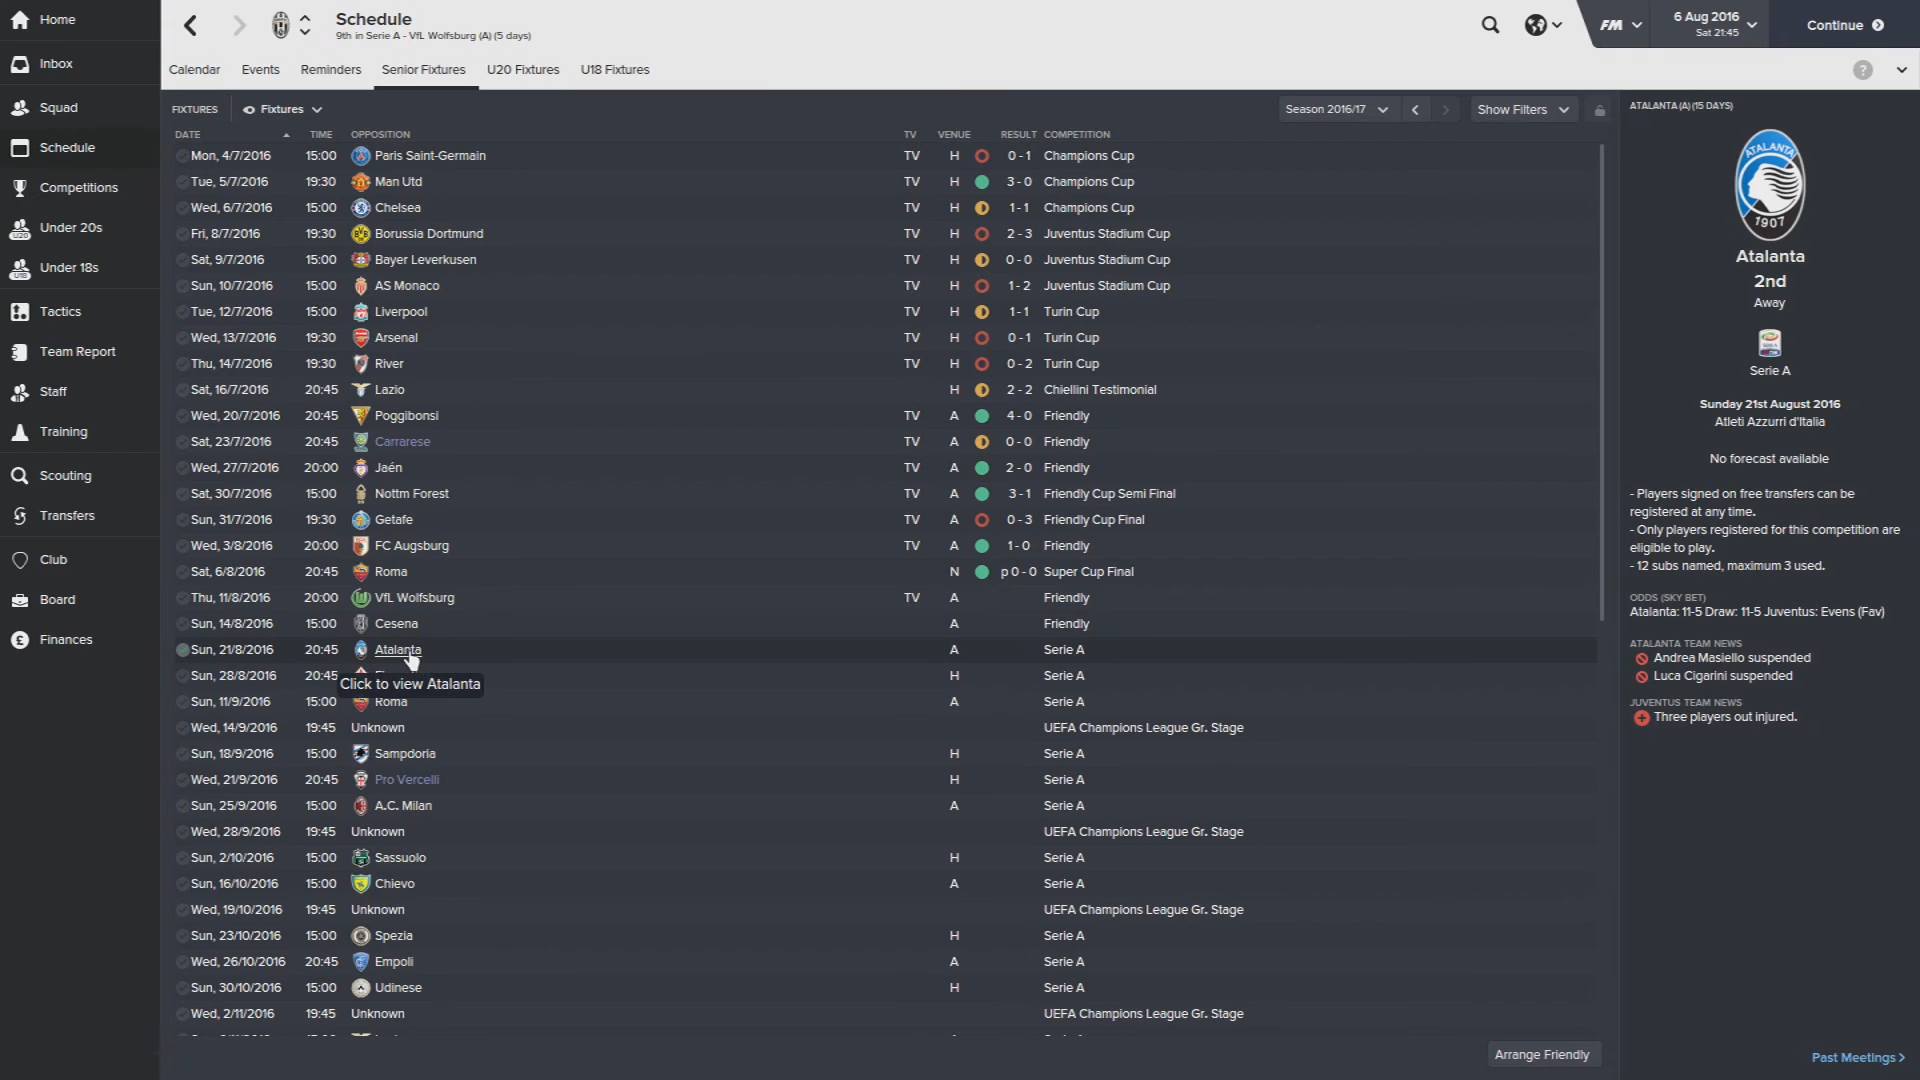 Home
Inbox
Squad
Schedule
Competitions
Under 20s
Under 18s
Tactics
Team Report
Staff
Training
Scouting
Transfers
Club
Board
Finances
Schedule
9th in Serie A - VfL Wolfsburg (A) (5 days)
FM
6 Aug 2016
Sat 21:45
Continue
Calendar Events Reminders Senior Fixtures U20 Fixtures U18 Fixtures
FIXTURES Fixtures Season 2016/17 Show Filters
DATE TIME OPPOSITION TV VENUE RESULT COMPETITION
Mon, 4/7/2016 15:00 Paris Saint-Germain TV H 0 - 1 Champions Cup
Tue, 5/7/2016 19:30 Man Utd TV H 3 - 0 Champions Cup
Wed, 6/7/2016 15:00 Chelsea TV H 1 - 1 Champions Cup
Fri, 8/7/2016 19:30 Borussia Dortmund TV H 2 - 3 Juventus Stadium Cup
Sat, 9/7/2016 15:00 Bayer Leverkusen TV H 0 - 0 Juventus Stadium Cup
Sun, 10/7/2016 15:00 AS Monaco TV H 1 - 2 Juventus Stadium Cup
Tue, 12/7/2016 15:00 Liverpool TV H 1 - 1 Turin Cup
Wed, 13/7/2016 19:30 Arsenal TV H 0 - 1 Turin Cup
Thu, 14/7/2016 19:30 River TV H 0 - 2 Turin Cup
Sat, 16/7/2016 20:45 Lazio H 2 - 2 Chiellini Testimonial
Wed, 20/7/2016 20:45 Poggibonsi TV A 4 - 0 Friendly
Sat, 23/7/2016 20:45 Carrarese TV A 0 - 0 Friendly
Wed, 27/7/2016 20:00 Jaén TV A 2 - 0 Friendly
Sat, 30/7/2016 15:00 Nottm Forest TV A 3 - 1 Friendly Cup Semi Final
Sun, 31/7/2016 19:30 Getafe TV A 0 - 3 Friendly Cup Final
Wed, 3/8/2016 20:00 FC Augsburg TV A 1 - 0 Friendly
Sat, 6/8/2016 20:45 Roma N p 0 - 0 Super Cup Final
Thu, 11/8/2016 20:00 VfL Wolfsburg TV A Friendly
Sun, 14/8/2016 15:00 Cesena A Friendly
Sun, 21/8/2016 20:45 Atalanta A Serie A
Sun, 28/8/2016 20:45 H Serie A
Click to view Atalanta
Sun, 11/9/2016 15:00 Roma A Serie A
Wed, 14/9/2016 19:45 Unknown UEFA Champions League Gr. Stage
Sun, 18/9/2016 15:00 Sampdoria H Serie A
Wed, 21/9/2016 20:45 Pro Vercelli H Serie A
Sun, 25/9/2016 15:00 A.C. Milan A Serie A
Wed, 28/9/2016 19:45 Unknown UEFA Champions League Gr. Stage
Sun, 2/10/2016 15:00 Sassuolo H Serie A
Sun, 16/10/2016 15:00 Chievo A Serie A
Wed, 19/10/2016 19:45 Unknown UEFA Champions League Gr. Stage
Sun, 23/10/2016 15:00 Spezia H Serie A
Wed, 26/10/2016 20:45 Empoli A Serie A
Sun, 30/10/2016 15:00 Udinese H Serie A
Wed, 2/11/2016 19:45 Unknown UEFA Champions League Gr. Stage
Arrange Friendly
ATALANTA (A) (15 DAYS)
ATALANTA
1907
Atalanta
2nd
Away
Serie A
Sunday 21st August 2016
Atleti Azzurri d'Italia
No forecast available
- Players signed on free transfers can be
registered at any time.
- Only players registered for this competition are
eligible to play.
- 12 subs named, maximum 3 used.
ODDS (SKY BET)
Atalanta: 11-5 Draw: 11-5 Juventus: Evens (Fav)
ATALANTA TEAM NEWS
Andrea Masiello suspended
Luca Cigarini suspended
JUVENTUS TEAM NEWS
Three players out injured.
Past Meetings >